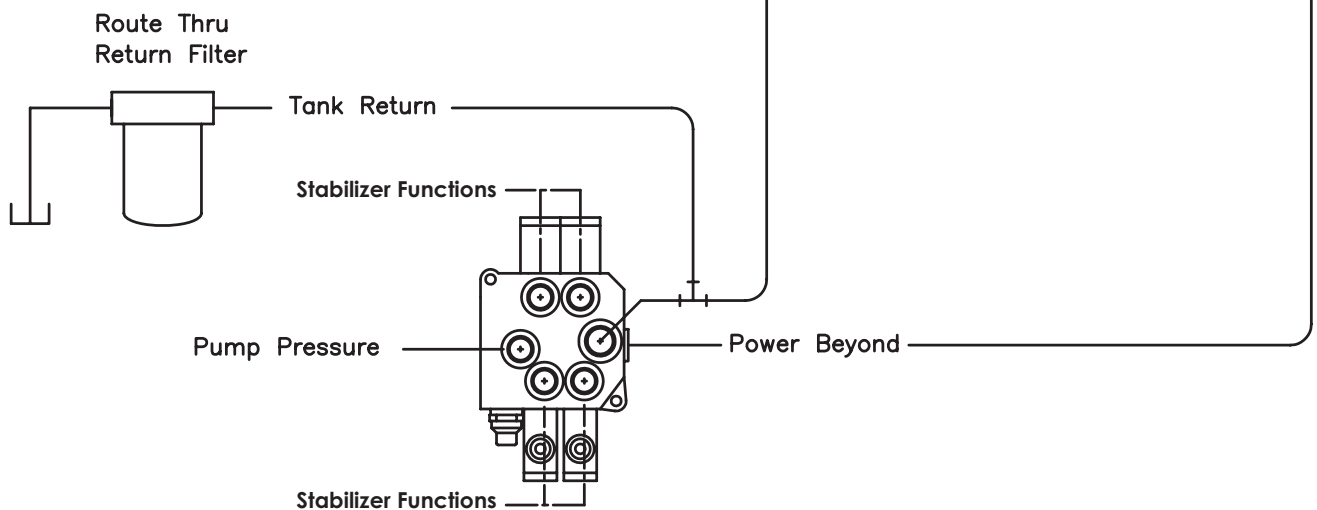 Route Thru
Return Filter
Tank Return
Stabilizer Functions
Pump Pressure
Power Beyond
Stabilizer Functions